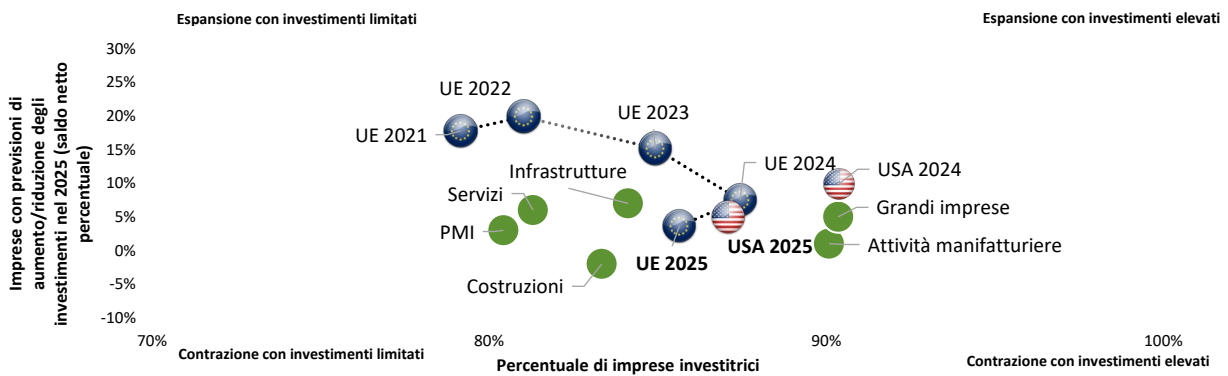 Espansione con investimenti limitati
Espansione con investimenti elevati
Imprese con previsioni di
aumento/riduzione degli
investimenti nel 2025 (saldo netto
percentuale)
30%
25%
20%
15%
10%
5%
0%
-5%
-10%
UE 2022
UE 2021
UE 2023
UE 2024
USA 2024
Infrastrutture
Servizi
Grandi imprese
PMI
UE 2025
USA 2025
Attività manifatturiere
Costruzioni
70%
80%
90%
100%
Contrazione con investimenti limitati
Percentuale di imprese investitrici
Contrazione con investimenti elevati